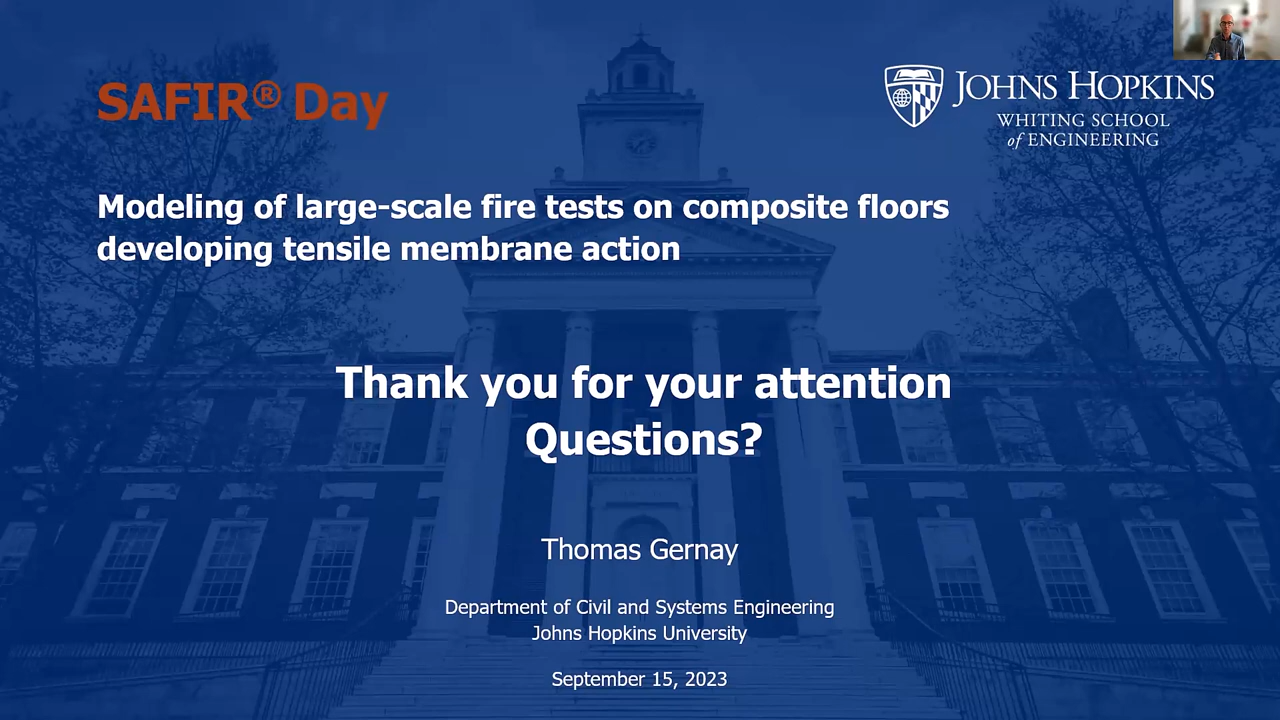 SAFIR® Day
JOHNS HOPKINS
WHITING SCHOOL
of ENGINEERING
Modeling of large-scale fire tests on composite floors
developing tensile membrane action
Thank you for your attention
Questions?
Thomas Gernay
Department of Civil and Systems Engineering
Johns Hopkins University
September 15, 2023